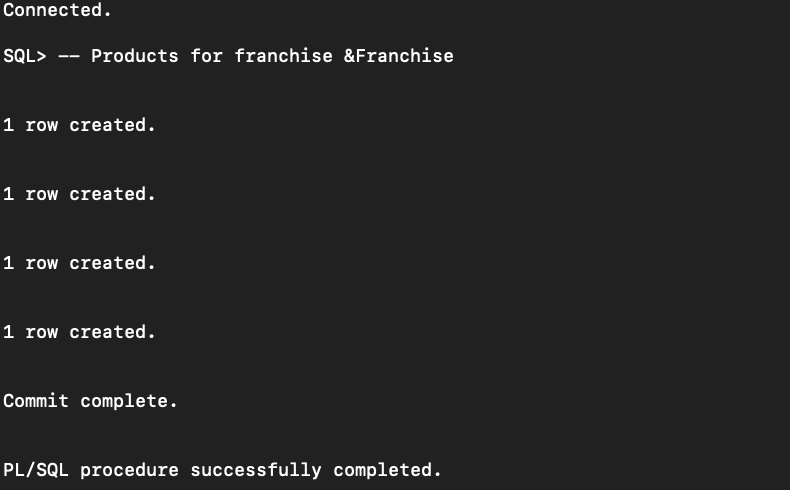 Connected.
SQL> -- Products for franchise &Franchise
1 row created.
1 row created.
1 row created.
1 row created.
Commit complete.
PL/SQL procedure successfully completed.